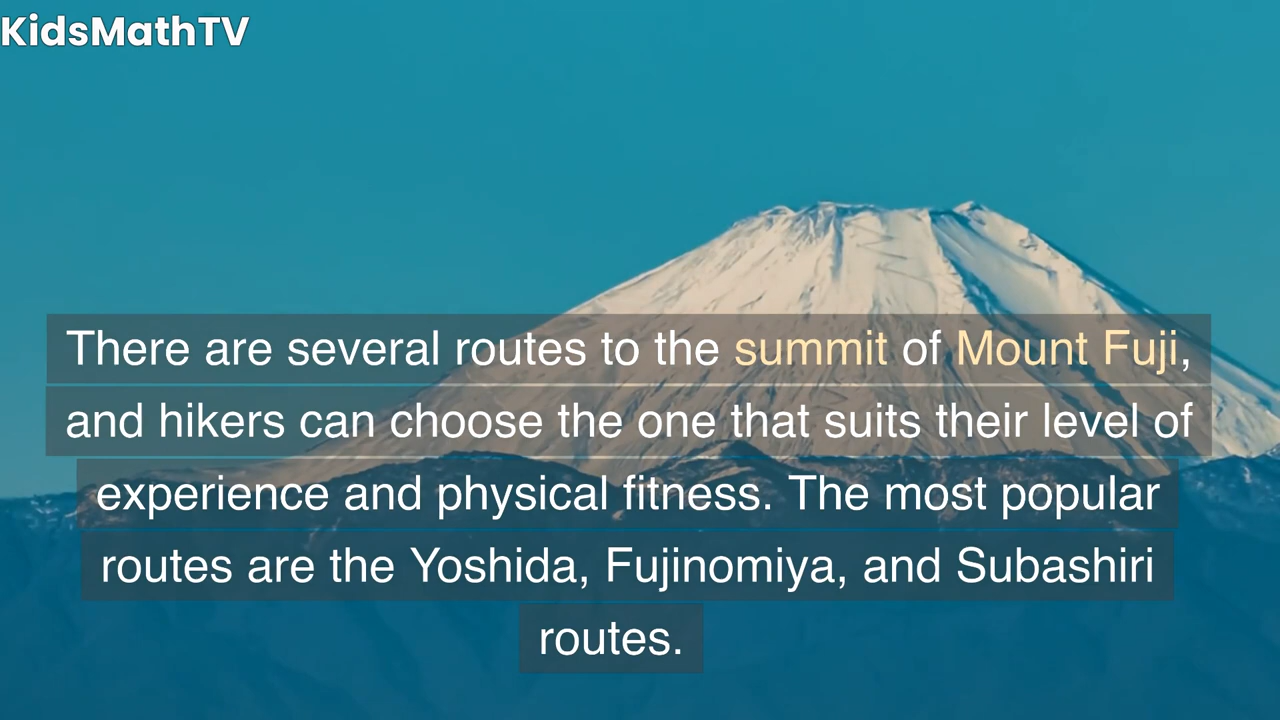 KidsMathTV
There are several routes to the summit of Mount Fuji,
and hikers can choose the one that suits their level of
experience and physical fitness. The most popular
routes are the Yoshida, Fujinomiya, and Subashiri
routes.